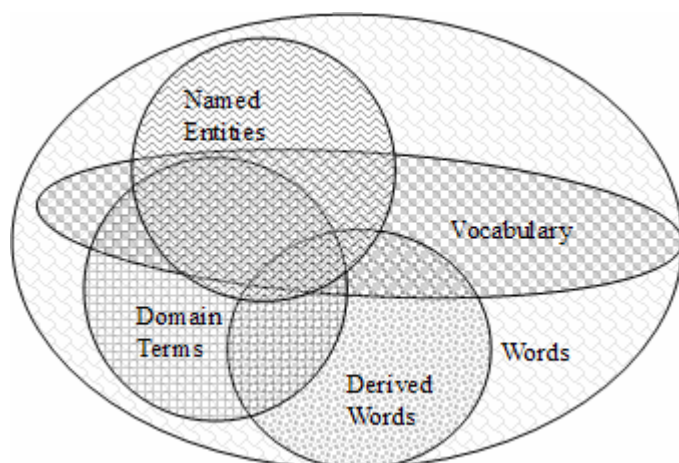 Named
Entities
Vocabulary
Domain
Terms
Words
Derived
Words